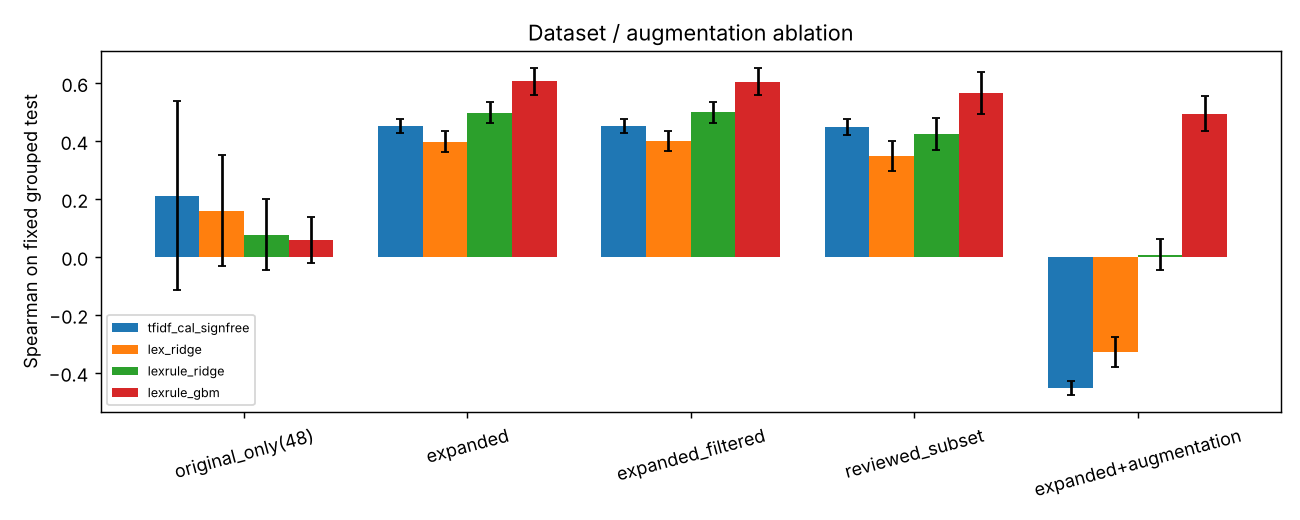 Dataset / augmentation ablation
Spearman on fixed grouped test
0.6
0.4
0.2
0.0
−0.2
−0.4
tfidf_cal_signfree
lex_ridge
lexrule_ridge
lexrule_gbm
original_only(48)
expanded
expanded_filtered
reviewed_subset
expanded+augmentation